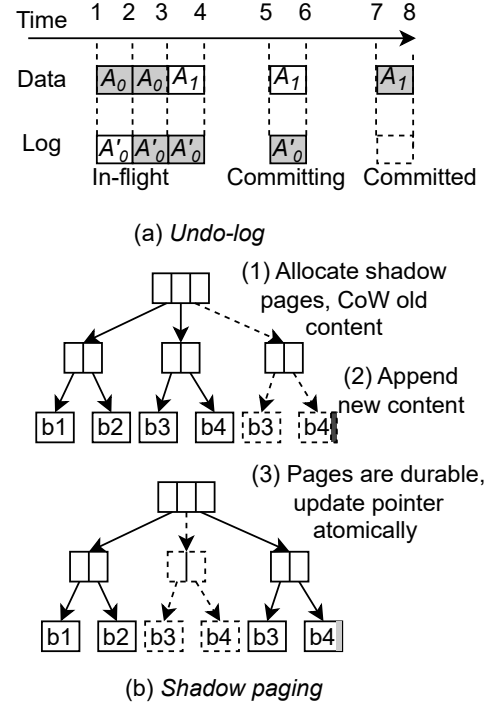 Time 1 2 3 4 5 6 7 8
Data A₀ A₀ A₁ A₁ A₁
Log A'₀ A'₀ A'₀ A'₀
In-flight Committing Committed
(a) Undo-log
(1) Allocate shadow
pages, CoW old
content
(2) Append
new content
b1 b2 b3 b4 b3 b4
(3) Pages are durable,
update pointer
atomically
b1 b2 b3 b4 b3 b4
(b) Shadow paging